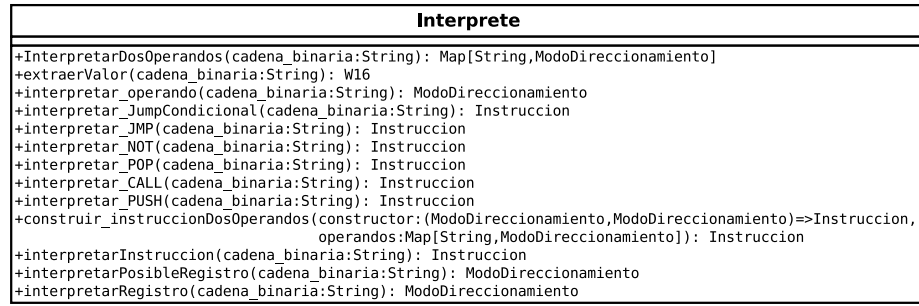 Interprete
+InterpretarDosOperandos(cadena_binaria:String): Map[String,ModoDireccionamiento]
+extraerValor(cadena_binaria:String): W16
+interpretar_operando(cadena_binaria:String): ModoDireccionamiento
+interpretar_JumpCondicional(cadena_binaria:String): Instruccion
+interpretar_JMP(cadena_binaria:String): Instruccion
+interpretar_NOT(cadena_binaria:String): Instruccion
+interpretar_POP(cadena_binaria:String): Instruccion
+interpretar_CALL(cadena_binaria:String): Instruccion
+interpretar_PUSH(cadena_binaria:String): Instruccion
+construir_instruccionDosOperandos(constructor:(ModoDireccionamiento,ModoDireccionamiento)=>Instruccion,
operandos:Map[String,ModoDireccionamiento]): Instruccion
+interpretarInstruccion(cadena_binaria:String): Instruccion
+interpretarPosibleRegistro(cadena_binaria:String): ModoDireccionamiento
+interpretarRegistro(cadena_binaria:String): ModoDireccionamiento